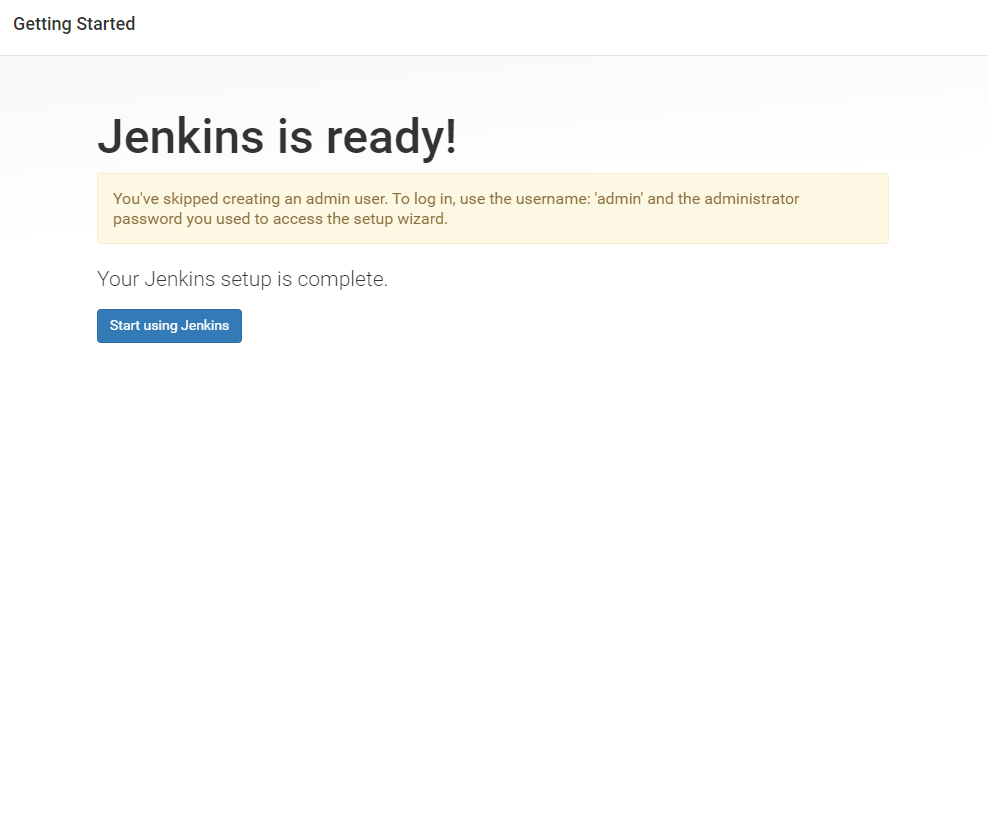 Getting Started
Jenkins is ready!
You've skipped creating an admin user. To log in, use the username: 'admin' and the administrator
password you used to access the setup wizard.
Your Jenkins setup is complete.
Start using Jenkins